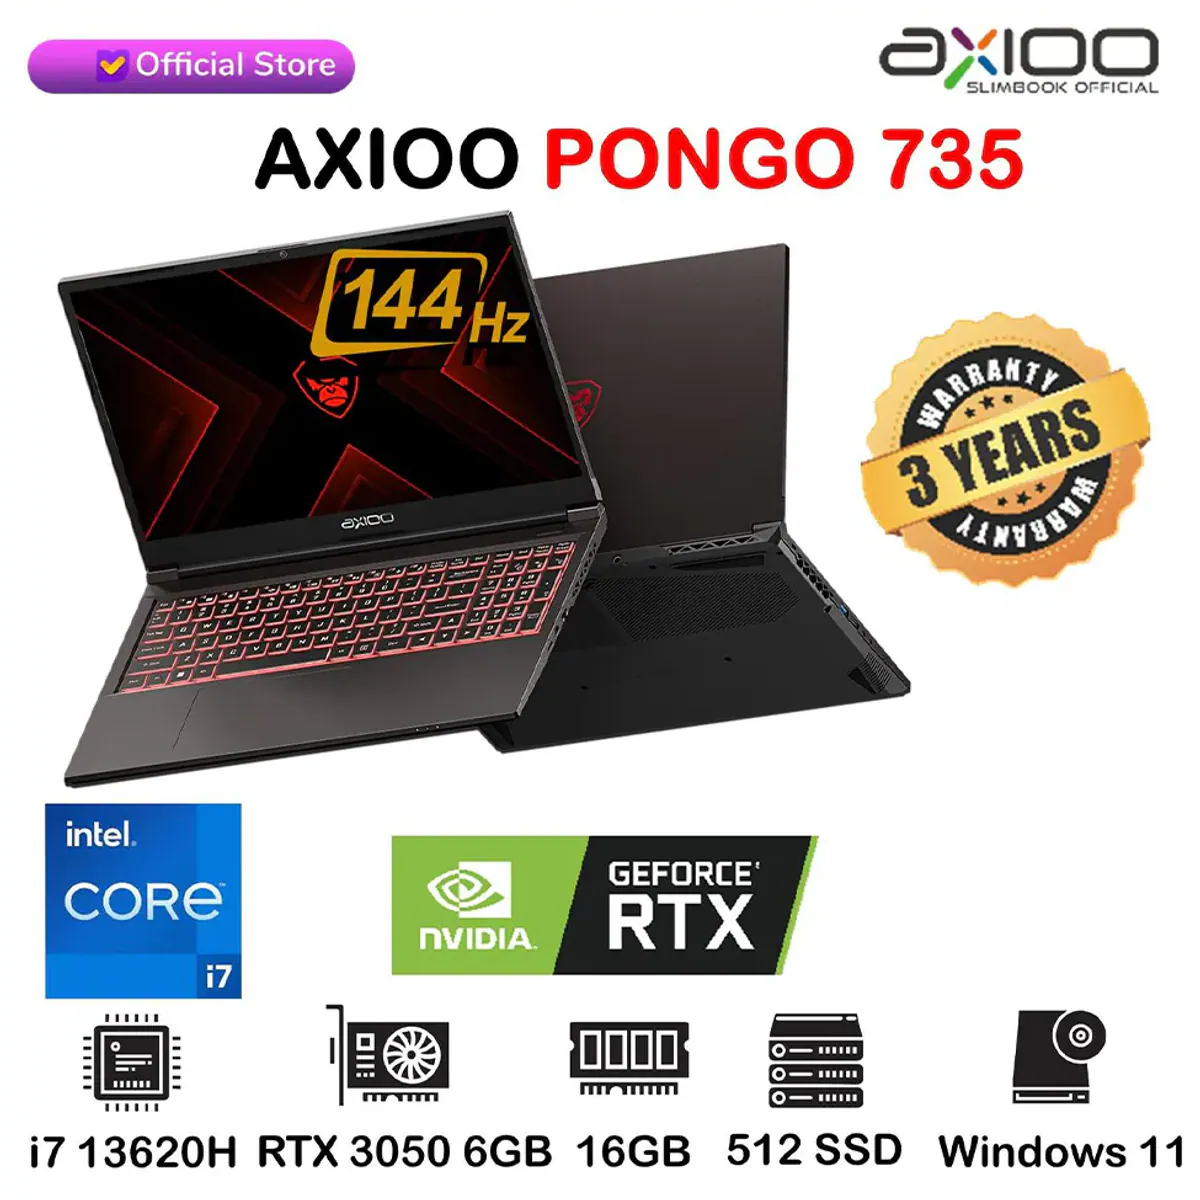 Official Store
axioo
SLIMBOOK OFFICIAL
AXIOO PONGO 735
144 Hz
WARRANTY
3 YEARS
WARRANTY
axioo
intel.
CORE™
i7
NVIDIA.
GEFORCE
RTX
i7 13620H RTX 3050 6GB 16GB 512 SSD Windows 11